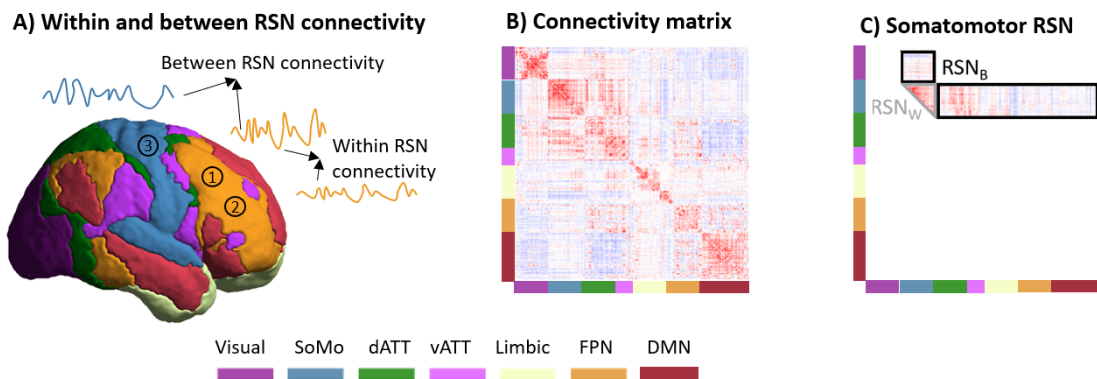 A) Within and between RSN connectivity
B) Connectivity matrix
C) Somatomotor RSN
Between RSN connectivity
Within RSN
connectivity
③
①
②
RSN_B
RSN_W
Visual SoMo dATT vATT Limbic FPN DMN